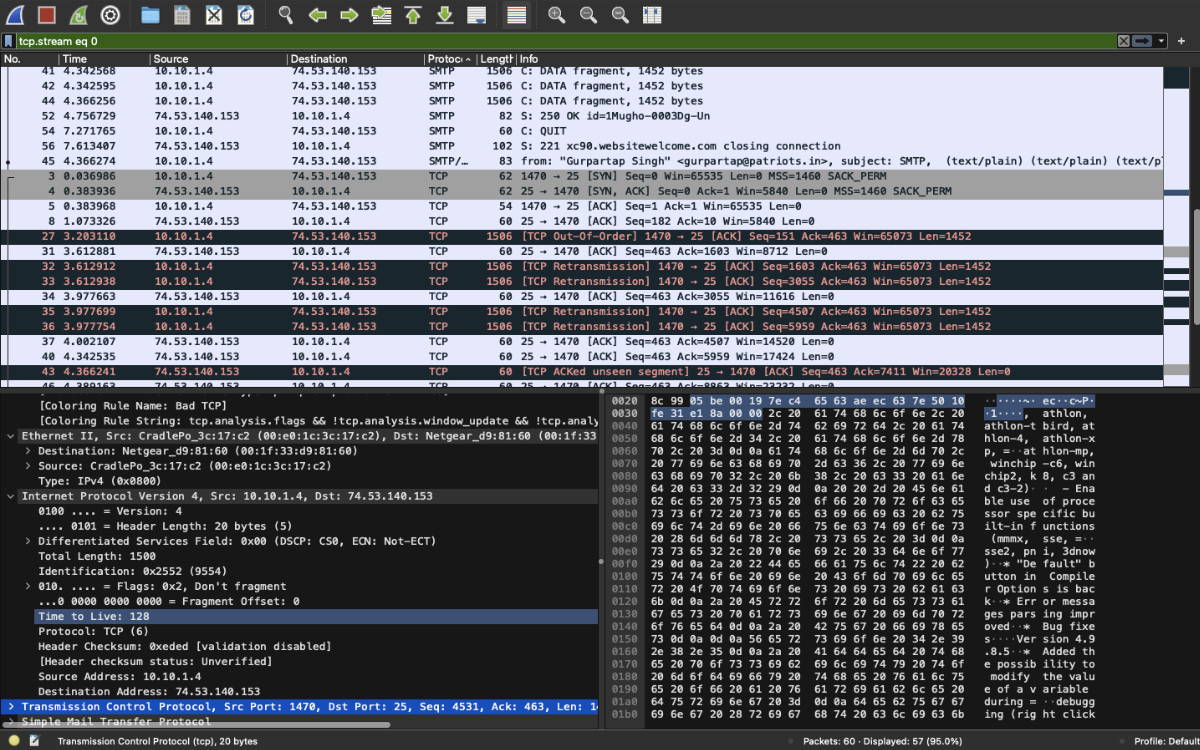 tcp.stream eq 0
No. Time Source Destination Protoc Length Info
41 4.342568 10.10.1.4 74.53.140.153 SMTP 1506 C: DATA fragment, 1452 bytes
42 4.342595 10.10.1.4 74.53.140.153 SMTP 1506 C: DATA fragment, 1452 bytes
44 4.366256 10.10.1.4 74.53.140.153 SMTP 1506 C: DATA fragment, 1452 bytes
52 4.756729 74.53.140.153 10.10.1.4 SMTP 82 S: 250 OK id=1Mugho-0003Dg-Un
54 7.271765 10.10.1.4 74.53.140.153 SMTP 60 C: QUIT
56 7.613407 74.53.140.153 10.10.1.4 SMTP 102 S: 221 xc90.websitewelcome.com closing connection
45 4.366274 10.10.1.4 74.53.140.153 SMTP/… 83 from: "Gurpartap Singh" <gurpartap@patriots.in>, subject: SMTP, (text/plain) (text/plain) (text/p
3 0.036986 10.10.1.4 74.53.140.153 TCP 62 1470 → 25 [SYN] Seq=0 Win=65535 Len=0 MSS=1460 SACK_PERM
4 0.383936 74.53.140.153 10.10.1.4 TCP 62 25 → 1470 [SYN, ACK] Seq=0 Ack=1 Win=5840 Len=0 MSS=1460 SACK_PERM
5 0.383968 10.10.1.4 74.53.140.153 TCP 54 1470 → 25 [ACK] Seq=1 Ack=1 Win=65535 Len=0
8 1.073326 74.53.140.153 10.10.1.4 TCP 60 25 → 1470 [ACK] Seq=182 Ack=10 Win=5840 Len=0
27 3.203110 10.10.1.4 74.53.140.153 TCP 1506 [TCP Out-Of-Order] 1470 → 25 [ACK] Seq=151 Ack=463 Win=65073 Len=1452
31 3.612881 74.53.140.153 10.10.1.4 TCP 60 25 → 1470 [ACK] Seq=463 Ack=1603 Win=8712 Len=0
32 3.612912 10.10.1.4 74.53.140.153 TCP 1506 [TCP Retransmission] 1470 → 25 [ACK] Seq=1603 Ack=463 Win=65073 Len=1452
33 3.612938 10.10.1.4 74.53.140.153 TCP 1506 [TCP Retransmission] 1470 → 25 [ACK] Seq=3055 Ack=463 Win=65073 Len=1452
34 3.977663 74.53.140.153 10.10.1.4 TCP 60 25 → 1470 [ACK] Seq=463 Ack=3055 Win=11616 Len=0
35 3.977699 10.10.1.4 74.53.140.153 TCP 1506 [TCP Retransmission] 1470 → 25 [ACK] Seq=4507 Ack=463 Win=65073 Len=1452
36 3.977754 10.10.1.4 74.53.140.153 TCP 1506 [TCP Retransmission] 1470 → 25 [ACK] Seq=5959 Ack=463 Win=65073 Len=1452
37 4.002107 74.53.140.153 10.10.1.4 TCP 60 25 → 1470 [ACK] Seq=463 Ack=4507 Win=14520 Len=0
40 4.342535 74.53.140.153 10.10.1.4 TCP 60 25 → 1470 [ACK] Seq=463 Ack=5959 Win=17424 Len=0
43 4.366241 74.53.140.153 10.10.1.4 TCP 60 [TCP ACKed unseen segment] 25 → 1470 [ACK] Seq=463 Ack=7411 Win=20328 Len=0
46 4.389163 74.53.140.153 10.10.1.4 TCP 60 25 → 1470 [ACK] Seq=463 Ack=8863 Win=23232 Len=0
[Coloring Rule Name: Bad TCP]
[Coloring Rule String: tcp.analysis.flags && !tcp.analysis.window_update && !tcp.analy
Ethernet II, Src: CradlePo_3c:17:c2 (00:e0:1c:3c:17:c2), Dst: Netgear_d9:81:60 (00:1f:33
Destination: Netgear_d9:81:60 (00:1f:33:d9:81:60)
Source: CradlePo_3c:17:c2 (00:e0:1c:3c:17:c2)
Type: IPv4 (0x0800)
Internet Protocol Version 4, Src: 10.10.1.4, Dst: 74.53.140.153
0100 .... = Version: 4
.... 0101 = Header Length: 20 bytes (5)
Differentiated Services Field: 0x00 (DSCP: CS0, ECN: Not-ECT)
Total Length: 1500
Identification: 0x2552 (9554)
010. .... = Flags: 0x2, Don't fragment
...0 0000 0000 0000 = Fragment Offset: 0
Time to Live: 128
Protocol: TCP (6)
Header Checksum: 0xeded [validation disabled]
[Header checksum status: Unverified]
Source Address: 10.10.1.4
Destination Address: 74.53.140.153
Transmission Control Protocol, Src Port: 1470, Dst Port: 25, Seq: 4531, Ack: 463, Len: 14
Simple Mail Transfer Protocol
0020 8c 99 05 be 00 19 7e c4 65 63 ae ec 63 7e 50 10 ······~· ec··c~P·
0030 fe 31 e1 8a 00 00 2c 20 61 74 68 6c 6f 6e 2c 20 ·1····, athlon,
0040 61 74 68 6c 6f 6e 2d 74 62 69 72 64 2c 20 61 74 athlon-t bird, at
0050 68 6c 6f 6e 2d 34 2c 20 61 74 68 6c 6f 6e 2d 78 hlon-4, athlon-x
0060 70 2c 20 3d 0d 0a 61 74 68 6c 6f 6e 2d 6d 70 2c p, =··at hlon-mp,
0070 20 77 69 6e 63 68 69 70 2d 63 36 2c 20 77 69 6e winchip -c6, win
0080 63 68 69 70 32 2c 20 6b 38 2c 20 63 33 20 61 6e chip2, k 8, c3 an
0090 64 20 63 33 2d 32 29 0d 0a 20 20 2d 20 45 6e 61 d c3-2)· · - Ena
00a0 62 6c 65 20 75 73 65 20 6f 66 20 70 72 6f 63 65 ble use of proce
00b0 73 73 6f 72 20 73 70 65 63 69 66 69 63 20 62 75 ssor spe cific bu
00c0 69 6c 74 2d 69 6e 20 66 75 6e 63 74 69 6f 6e 73 ilt-in f unctions
00d0 20 28 6d 6d 6d 78 2c 20 73 73 65 2c 20 3d 0d 0a (mmmx, sse, =··
00e0 73 73 65 32 2c 20 70 6e 69 2c 20 33 64 6e 6f 77 sse2, pn i, 3dnow
00f0 29 0d 0a 2a 20 22 44 65 66 61 75 6c 74 22 20 62 )··* "De fault" b
0100 75 74 74 6f 6e 20 69 6e 20 43 6f 6d 70 69 6c 65 utton in Compile
0110 72 20 4f 70 74 69 6f 6e 73 20 69 73 20 62 61 63 r Option s is bac
0120 6b 0d 0a 2a 20 45 72 72 6f 72 20 6d 65 73 73 61 k··* Err or messa
0130 67 65 73 20 70 61 72 73 69 6e 67 20 69 6d 70 72 ges pars ing impr
0140 6f 76 65 64 0d 0a 2a 20 42 75 67 20 66 69 78 65 oved··* Bug fixe
0150 73 0d 0a 0d 0a 56 65 72 73 69 6f 6e 20 34 2e 39 s····Ver sion 4.9
0160 2e 38 2e 35 0d 0a 2a 20 41 64 64 65 64 20 74 68 .8.5··* Added th
0170 65 20 70 6f 73 73 69 62 69 6c 69 74 79 20 74 6f e possib ility to
0180 20 6d 6f 64 69 66 79 20 74 68 65 20 76 61 6c 75 modify the valu
0190 65 20 6f 66 20 61 20 76 61 72 69 61 62 6c 65 20 e of a v ariable
01a0 64 75 72 69 6e 67 20 3d 0d 0a 64 65 62 75 67 67 during =··debugg
01b0 69 6e 67 20 28 72 69 67 68 74 20 63 6c 69 63 6b ing (rig ht click
Transmission Control Protocol (tcp), 20 bytes
Packets: 60 · Displayed: 57 (95.0%)
Profile: Default